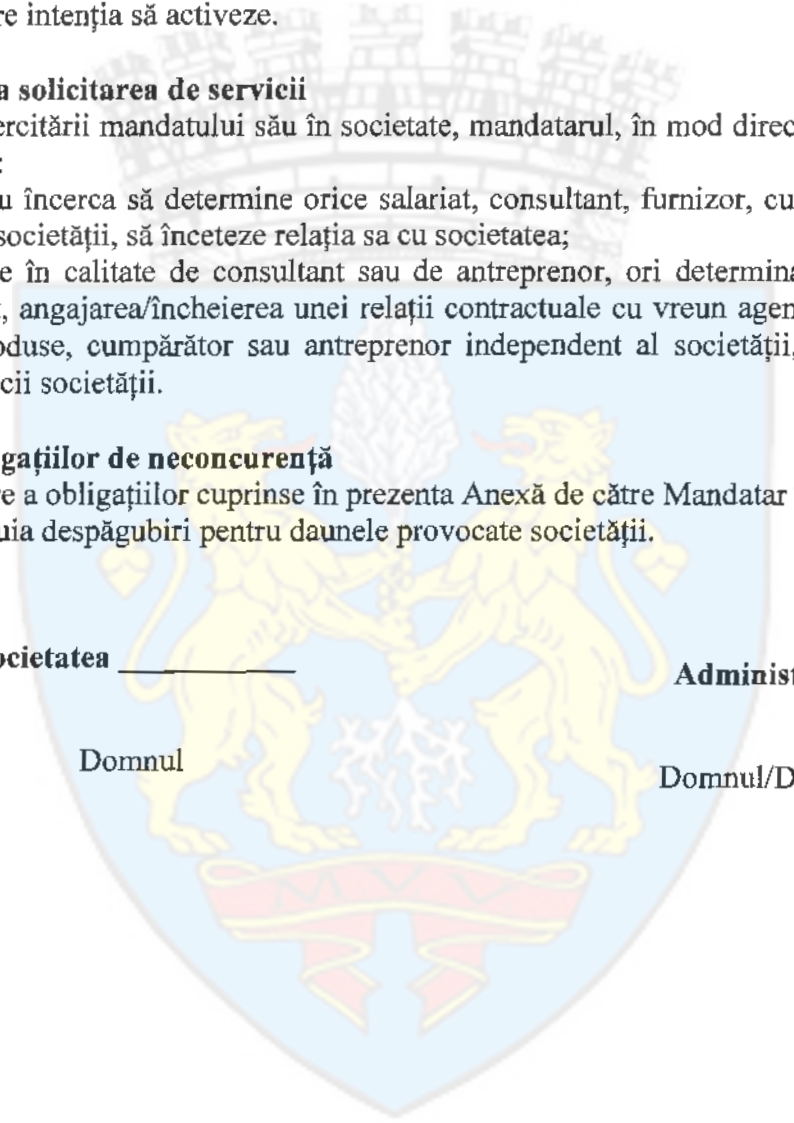 re intenția să activeze.
a solicitarea de servicii
ercitării mandatului său în societate, mandatarul, în mod direc
:
u încerca să determine orice salariat, consultant, furnizor, cu
societății, să înceteze relația sa cu societatea;
e în calitate de consultant sau de antreprenor, ori determina
, angajarea/încheierea unei relații contractuale cu vreun agen
oduse, cumpărător sau antreprenor independent al societății,
cii societății.
gațiilor de neconcurență
re a obligațiilor cuprinse în prezenta Anexă de către Mandatar
uia despăgubiri pentru daunele provocate societății.
ocietatea ___________
Administ
Domnul
Domnul/D
MVV